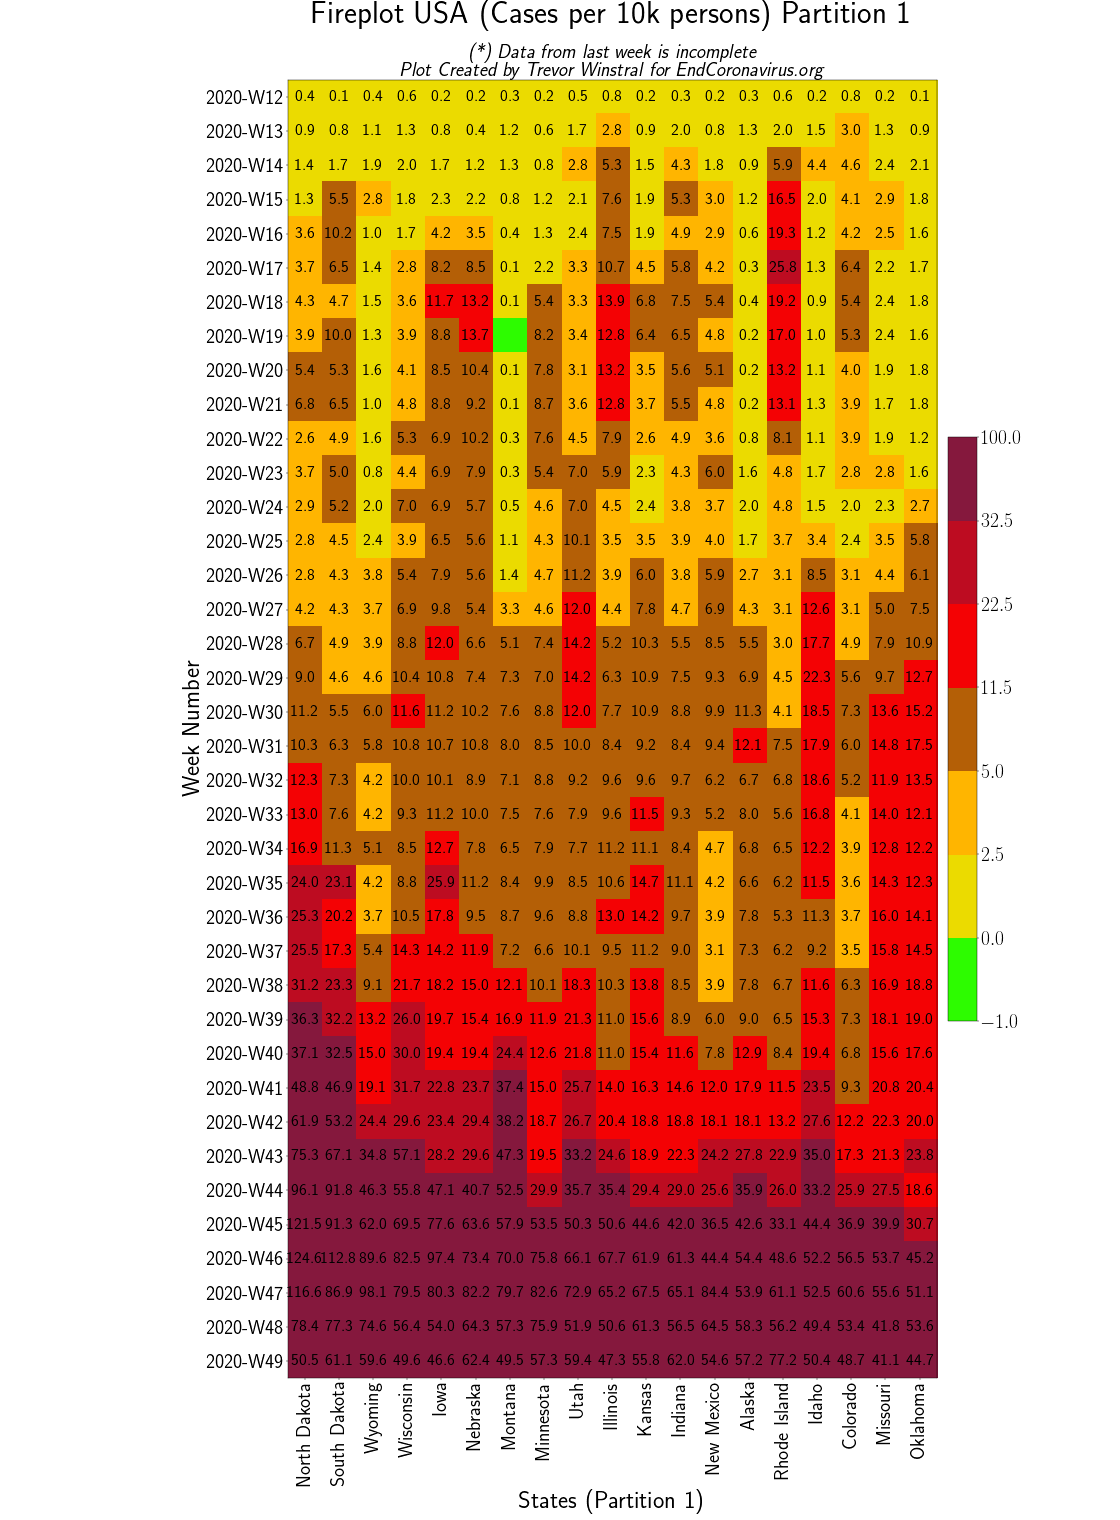 Fireplot USA (Cases per 10k persons) Partition 1
(*) Data from last week is incomplete
Plot Created by Trevor Winstral for EndCoronavirus.org
2020-W12 0.4 0.1 0.4 0.6 0.2 0.2 0.3 0.2 0.5 0.8 0.2 0.3 0.2 0.3 0.6 0.2 0.8 0.2 0.1
2020-W13 0.9 0.8 1.1 1.3 0.8 0.4 1.2 0.6 1.7 2.8 0.9 2.0 0.8 1.3 2.0 1.5 3.0 1.3 0.9
2020-W14 1.4 1.7 1.9 2.0 1.7 1.2 1.3 0.8 2.8 5.3 1.5 4.3 1.8 0.9 5.9 4.4 4.6 2.4 2.1
2020-W15 1.3 5.5 2.8 1.8 2.3 2.2 0.8 1.2 2.1 7.6 1.9 5.3 3.0 1.2 16.5 2.0 4.1 2.9 1.8
2020-W16 3.6 10.2 1.0 1.7 4.2 3.5 0.4 1.3 2.4 7.5 1.9 4.9 2.9 0.6 19.3 1.2 4.2 2.5 1.6
2020-W17 3.7 6.5 1.4 2.8 8.2 8.5 0.1 2.2 3.3 10.7 4.5 5.8 4.2 0.3 25.8 1.3 6.4 2.2 1.7
2020-W18 4.3 4.7 1.5 3.6 11.7 13.2 0.1 5.4 3.3 13.9 6.8 7.5 5.4 0.4 19.2 0.9 5.4 2.4 1.8
2020-W19 3.9 10.0 1.3 3.9 8.8 13.7 8.2 3.4 12.8 6.4 6.5 4.8 0.2 17.0 1.0 5.3 2.4 1.6
2020-W20 5.4 5.3 1.6 4.1 8.5 10.4 0.1 7.8 3.1 13.2 3.5 5.6 5.1 0.2 13.2 1.1 4.0 1.9 1.8
2020-W21 6.8 6.5 1.0 4.8 8.8 9.2 0.1 8.7 3.6 12.8 3.7 5.5 4.8 0.2 13.1 1.3 3.9 1.7 1.8
2020-W22 2.6 4.9 1.6 5.3 6.9 10.2 0.3 7.6 4.5 7.9 2.6 4.9 3.6 0.8 8.1 1.1 3.9 1.9 1.2
2020-W23 3.7 5.0 0.8 4.4 6.9 7.9 0.3 5.4 7.0 5.9 2.3 4.3 6.0 1.6 4.8 1.7 2.8 2.8 1.6
2020-W24 2.9 5.2 2.0 7.0 6.9 5.7 0.5 4.6 7.0 4.5 2.4 3.8 3.7 2.0 4.8 1.5 2.0 2.3 2.7
2020-W25 2.8 4.5 2.4 3.9 6.5 5.6 1.1 4.3 10.1 3.5 3.5 3.9 4.0 1.7 3.7 3.4 2.4 3.5 5.8
2020-W26 2.8 4.3 3.8 5.4 7.9 5.6 1.4 4.7 11.2 3.9 6.0 3.8 5.9 2.7 3.1 8.5 3.1 4.4 6.1
2020-W27 4.2 4.3 3.7 6.9 9.8 5.4 3.3 4.6 12.0 4.4 7.8 4.7 6.9 4.3 3.1 12.6 3.1 5.0 7.5
2020-W28 6.7 4.9 3.9 8.8 12.0 6.6 5.1 7.4 14.2 5.2 10.3 5.5 8.5 5.5 3.0 17.7 4.9 7.9 10.9
2020-W29 9.0 4.6 4.6 10.4 10.8 7.4 7.3 7.0 14.2 6.3 10.9 7.5 9.3 6.9 4.5 22.3 5.6 9.7 12.7
2020-W30 11.2 5.5 6.0 11.6 11.2 10.2 7.6 8.8 12.0 7.7 10.9 8.8 9.9 11.3 4.1 18.5 7.3 13.6 15.2
2020-W31 10.3 6.3 5.8 10.8 10.7 10.8 8.0 8.5 10.0 8.4 9.2 8.4 9.4 12.1 7.5 17.9 6.0 14.8 17.5
2020-W32 12.3 7.3 4.2 10.0 10.1 8.9 7.1 8.8 9.2 9.6 9.6 9.7 6.2 6.7 6.8 18.6 5.2 11.9 13.5
2020-W33 13.0 7.6 4.2 9.3 11.2 10.0 7.5 7.6 7.9 9.6 11.5 9.3 5.2 8.0 5.6 16.8 4.1 14.0 12.1
2020-W34 16.9 11.3 5.1 8.5 12.7 7.8 6.5 7.9 7.7 11.2 11.1 8.4 4.7 6.8 6.5 12.2 3.9 12.8 12.2
2020-W35 24.0 23.1 4.2 8.8 25.9 11.2 8.4 9.9 8.5 10.6 14.7 11.1 4.2 6.6 6.2 11.5 3.6 14.3 12.3
2020-W36 25.3 20.2 3.7 10.5 17.8 9.5 8.7 9.6 8.8 13.0 14.2 9.7 3.9 7.8 5.3 11.3 3.7 16.0 14.1
2020-W37 25.5 17.3 5.4 14.3 14.2 11.9 7.2 6.6 10.1 9.5 11.2 9.0 3.1 7.3 6.2 9.2 3.5 15.8 14.5
2020-W38 31.2 23.3 9.1 21.7 18.2 15.0 12.1 10.1 18.3 10.3 13.8 8.5 3.9 7.8 6.7 11.6 6.3 16.9 18.8
2020-W39 36.3 32.2 13.2 26.0 19.7 15.4 16.9 11.9 21.3 11.0 15.6 8.9 6.0 9.0 6.5 15.3 7.3 18.1 19.0
2020-W40 37.1 32.5 15.0 30.0 19.4 19.4 24.4 12.6 21.8 11.0 15.4 11.6 7.8 12.9 8.4 19.4 6.8 15.6 17.6
2020-W41 48.8 46.9 19.1 31.7 22.8 23.7 37.4 15.0 25.7 14.0 16.3 14.6 12.0 17.9 11.5 23.5 9.3 20.8 20.4
2020-W42 61.9 53.2 24.4 29.6 23.4 29.4 38.2 18.7 26.7 20.4 18.8 18.8 18.1 18.1 13.2 27.6 12.2 22.3 20.0
2020-W43 75.3 67.1 34.8 57.1 28.2 29.6 47.3 19.5 33.2 24.6 18.9 22.3 24.2 27.8 22.9 35.0 17.3 21.3 23.8
2020-W44 96.1 91.8 46.3 55.8 47.1 40.7 52.5 29.9 35.7 35.4 29.4 29.0 25.6 35.9 26.0 33.2 25.9 27.5 18.6
2020-W45 121.5 91.3 62.0 69.5 77.6 63.6 57.9 53.5 50.3 50.6 44.6 42.0 36.5 42.6 33.1 44.4 36.9 39.9 30.7
2020-W46 124.6 112.8 89.6 82.5 97.4 73.4 70.0 75.8 66.1 67.7 61.9 61.3 44.4 54.4 48.6 52.2 56.5 53.7 45.2
2020-W47 116.6 86.9 98.1 79.5 80.3 82.2 79.7 82.6 72.9 65.2 67.5 65.1 84.4 53.9 61.1 52.5 60.6 55.6 51.1
2020-W48 78.4 77.3 74.6 56.4 54.0 64.3 57.3 75.9 51.9 50.6 61.3 56.5 64.5 58.3 56.2 49.4 53.4 41.8 53.6
2020-W49 50.5 61.1 59.6 49.6 46.6 62.4 49.5 57.3 59.4 47.3 55.8 62.0 54.6 57.2 77.2 50.4 48.7 41.1 44.7
Week Number
North Dakota
South Dakota
Wyoming
Wisconsin
Iowa
Nebraska
Montana
Minnesota
Utah
Illinois
Kansas
Indiana
New Mexico
Alaska
Rhode Island
Idaho
Colorado
Missouri
Oklahoma
States (Partition 1)
100.0
32.5
22.5
11.5
5.0
2.5
0.0
−1.0